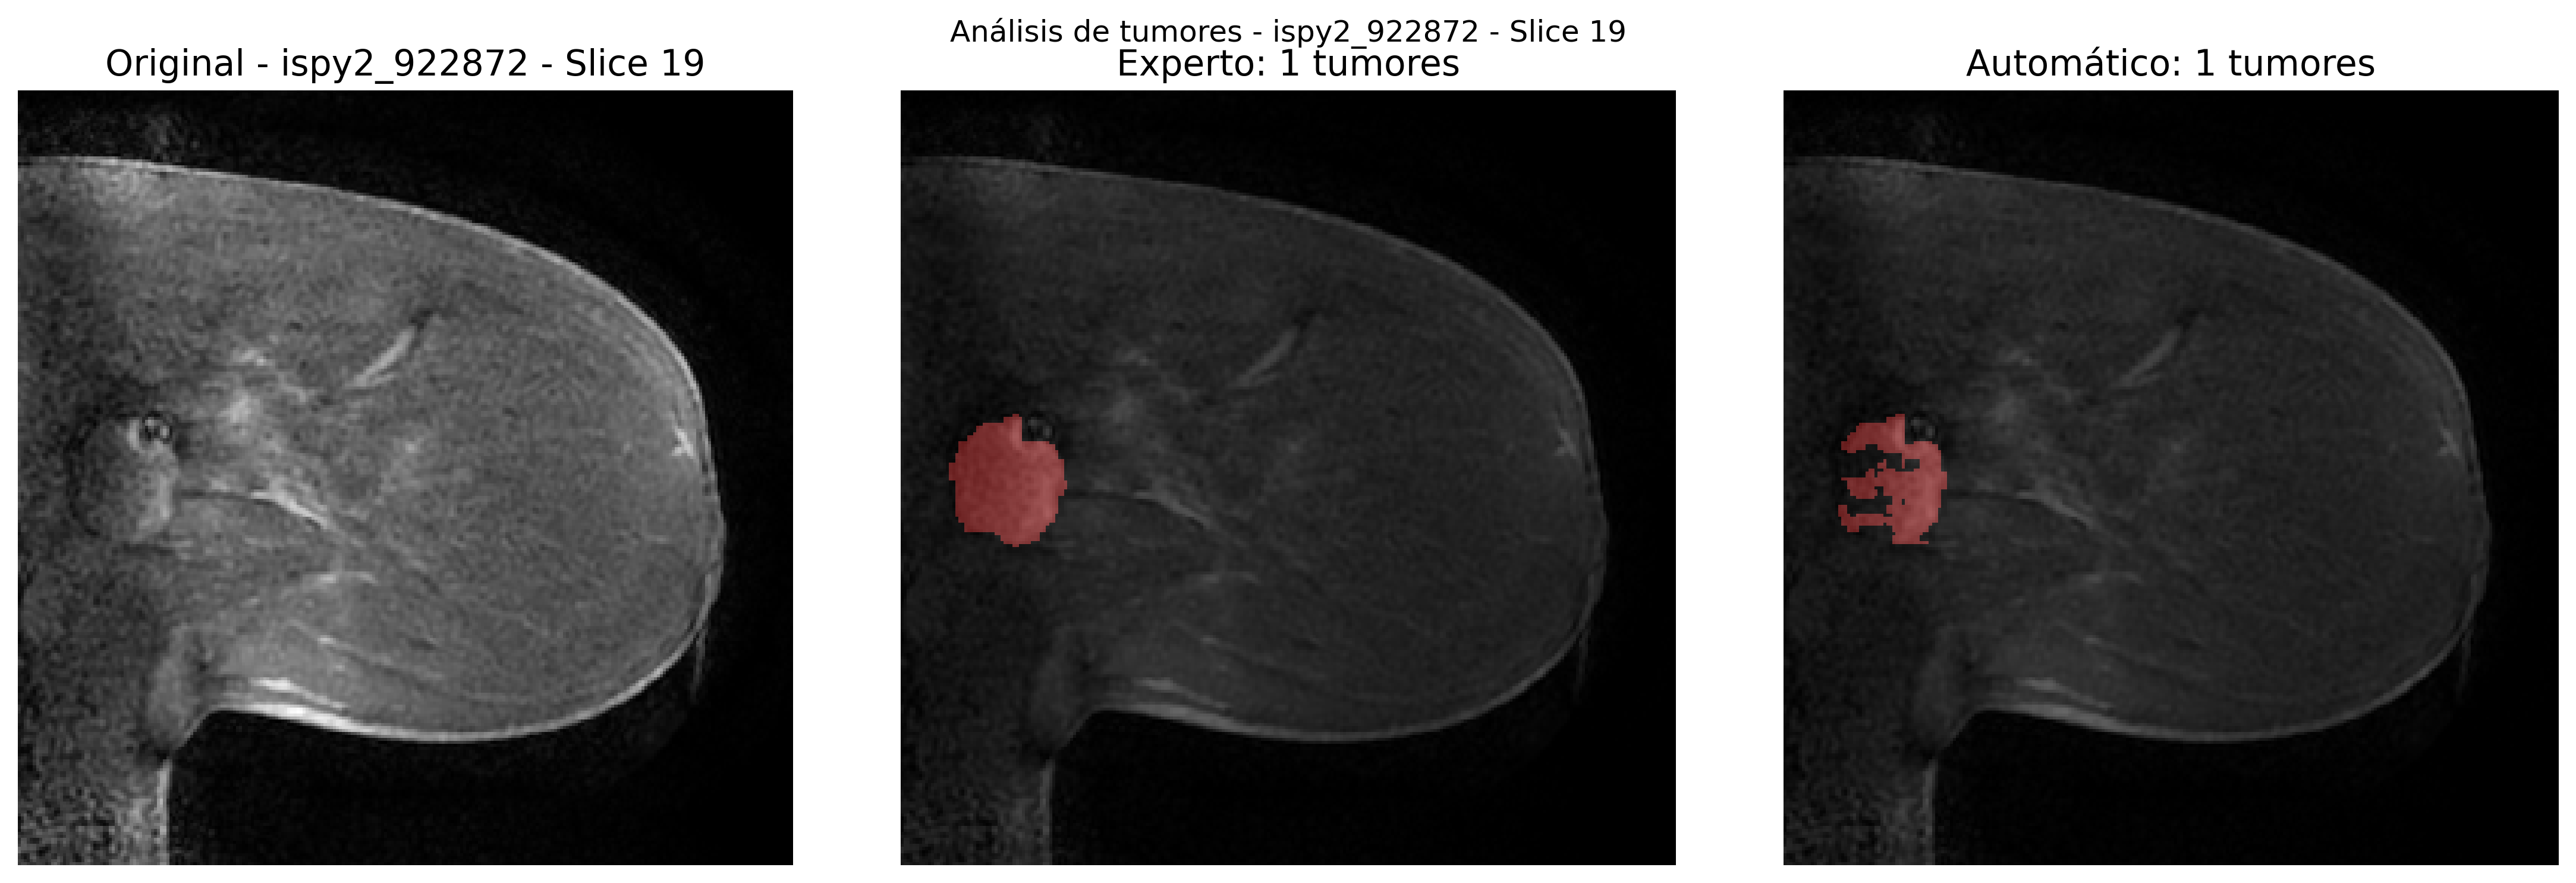 Análisis de tumores - ispy2_922872 - Slice 19
Original - ispy2_922872 - Slice 19
Experto: 1 tumores
Automático: 1 tumores